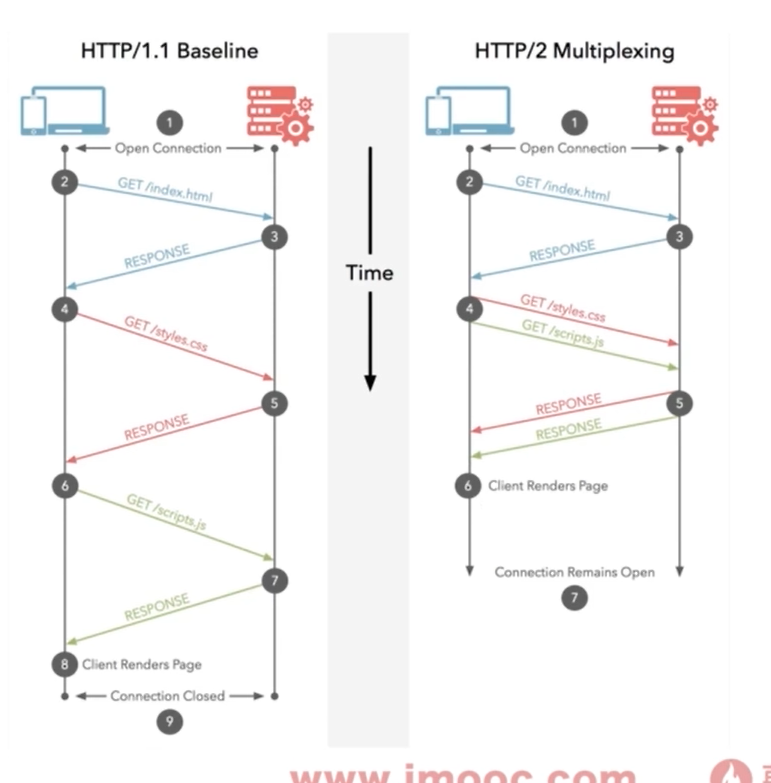 HTTP/1.1 Baseline
1
Open Connection
2
GET /index.html
3
RESPONSE
4
GET /styles.css
5
RESPONSE
6
GET /scripts.js
7
RESPONSE
8 Client Renders Page
Connection Closed
9
Time
HTTP/2 Multiplexing
1
Open Connection
2
GET /index.html
3
RESPONSE
4
GET /styles.css
GET /scripts.js
5
RESPONSE
RESPONSE
6 Client Renders Page
Connection Remains Open
7
www.imooc.com